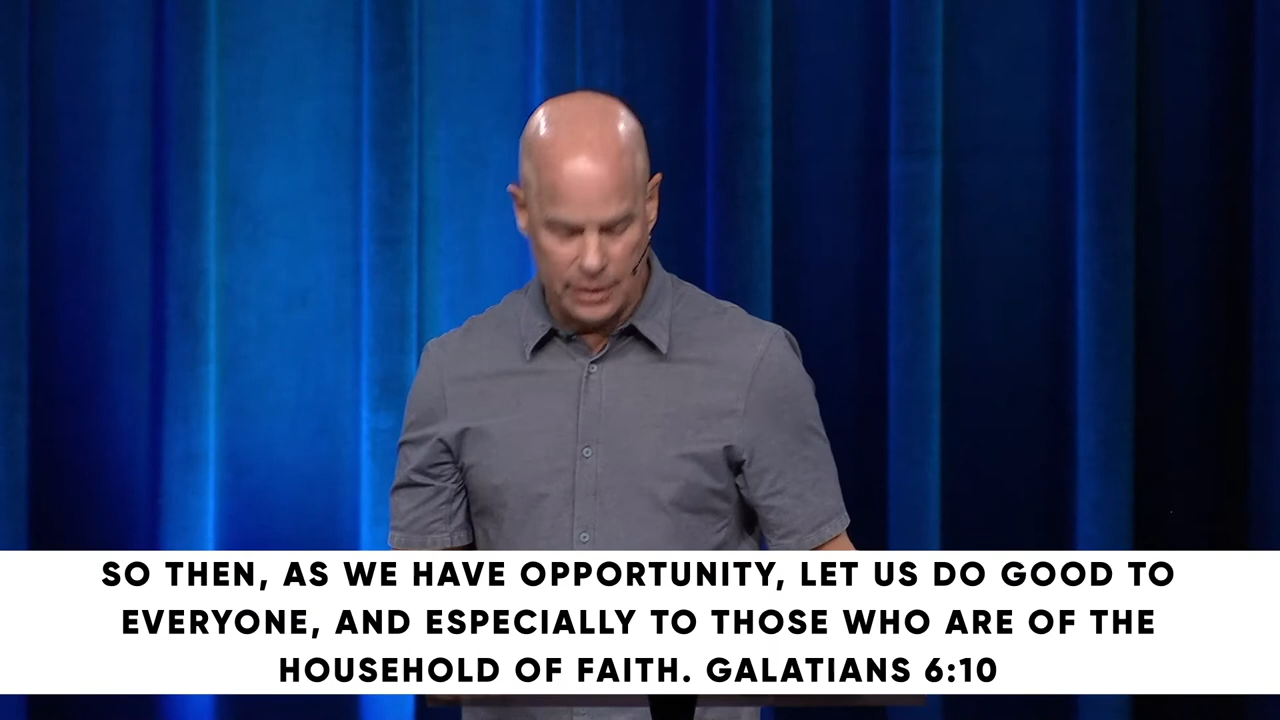 SO THEN, AS WE HAVE OPPORTUNITY, LET US DO GOOD TO
EVERYONE, AND ESPECIALLY TO THOSE WHO ARE OF THE
HOUSEHOLD OF FAITH. GALATIANS 6:10